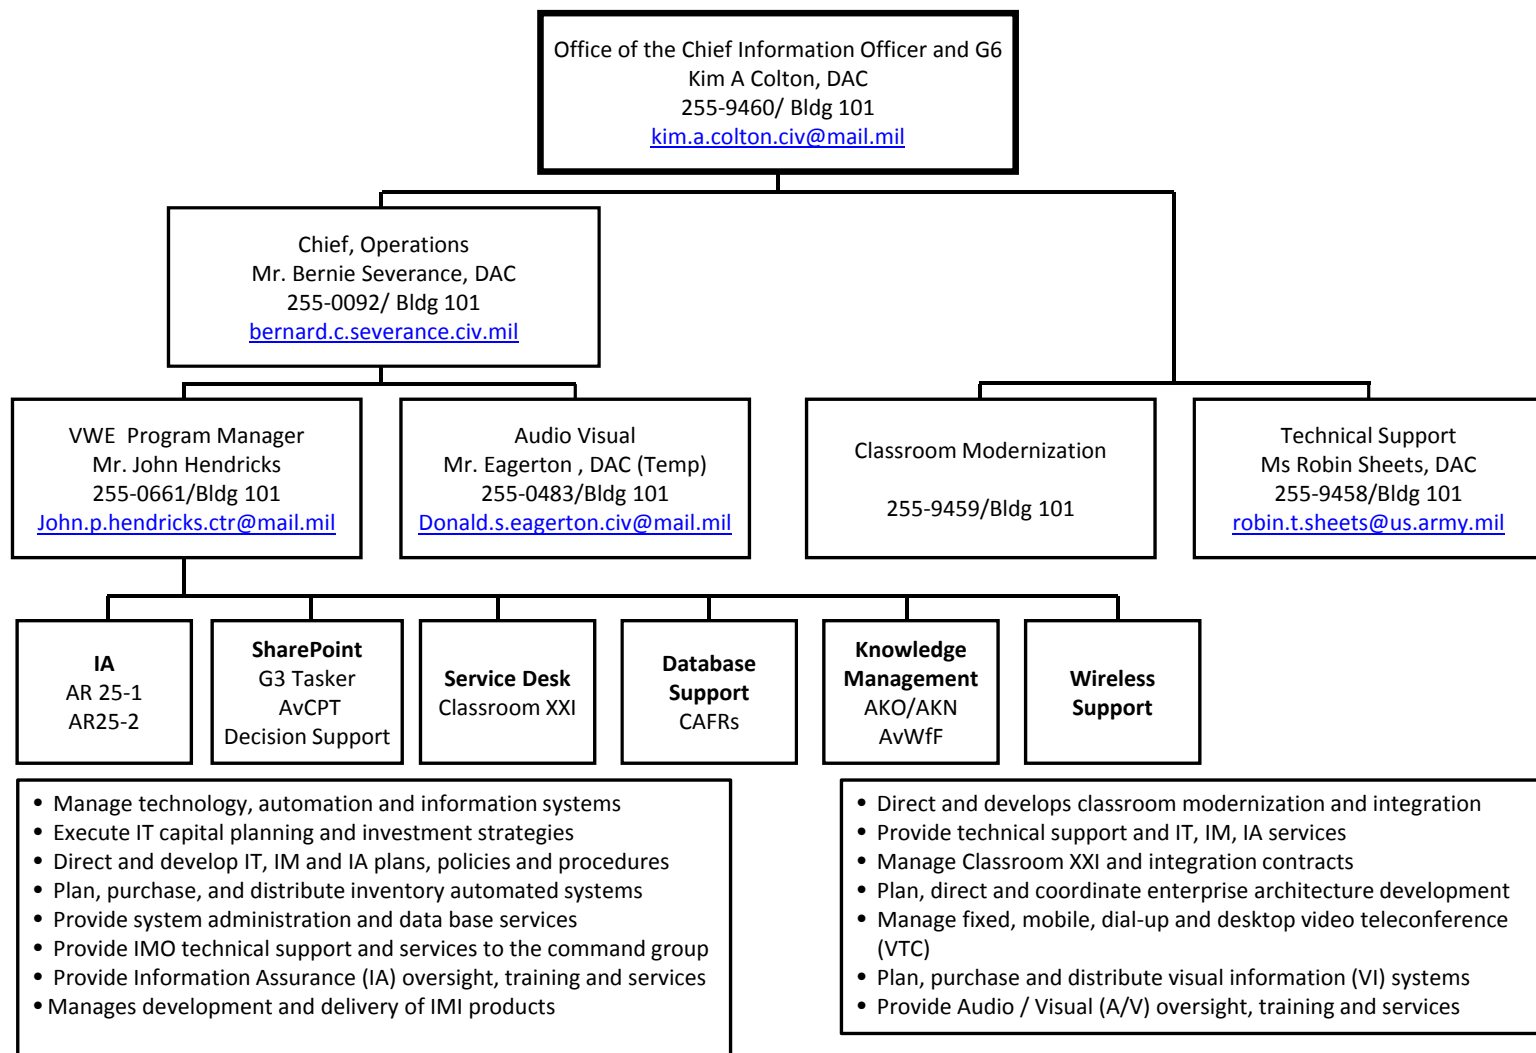 Office of the Chief Information Officer and G6
Kim A Colton, DAC
255-9460/ Bldg 101
kim.a.colton.civ@mail.mil
Chief, Operations
Mr. Bernie Severance, DAC
255-0092/ Bldg 101
bernard.c.severance.civ.mil
VWE  Program Manager
Mr. John Hendricks
255-0661/Bldg 101
John.p.hendricks.ctr@mail.mil
Audio Visual
Mr. Eagerton , DAC (Temp)
255-0483/Bldg 101
Donald.s.eagerton.civ@mail.mil
Classroom Modernization
255-9459/Bldg 101
Technical Support
Ms Robin Sheets, DAC
255-9458/Bldg 101
robin.t.sheets@us.army.mil
IA
AR 25-1
AR25-2
SharePoint
G3 Tasker
AvCPT
Decision Support
Service Desk
Classroom XXI
Database
Support
CAFRs
Knowledge
Management
AKO/AKN
AvWfF
Wireless
Support
• Manage technology, automation and information systems
• Execute IT capital planning and investment strategies
• Direct and develop IT, IM and IA plans, policies and procedures
• Plan, purchase, and distribute inventory automated systems
• Provide system administration and data base services
• Provide IMO technical support and services to the command group
• Provide Information Assurance (IA) oversight, training and services
• Manages development and delivery of IMI products
• Direct and develops classroom modernization and integration
• Provide technical support and IT, IM, IA services
• Manage Classroom XXI and integration contracts
• Plan, direct and coordinate enterprise architecture development
• Manage fixed, mobile, dial-up and desktop video teleconference
(VTC)
• Plan, purchase and distribute visual information (VI) systems
• Provide Audio / Visual (A/V) oversight, training and services